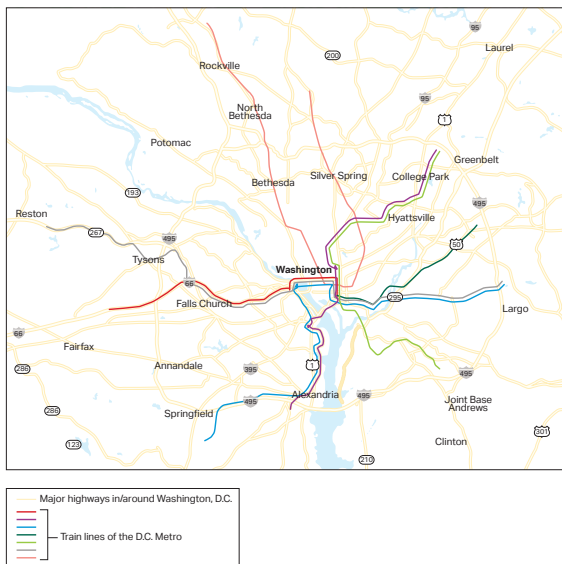 95
Laurel
200
Rockville
95
North
Bethesda
1
Potomac
Silver Spring
Greenbelt
Bethesda
College Park
193
495
Reston
Hyattsville
267
495
50
Tysons
Washington
66
295
Falls Church
Largo
66
Fairfax
Annandale
1
286
395
495
Alexandria
495
495
Joint Base
Andrews
286
Springfield
123
Clinton
301
210
Major highways in/around Washington, D.C.
Train lines of the D.C. Metro